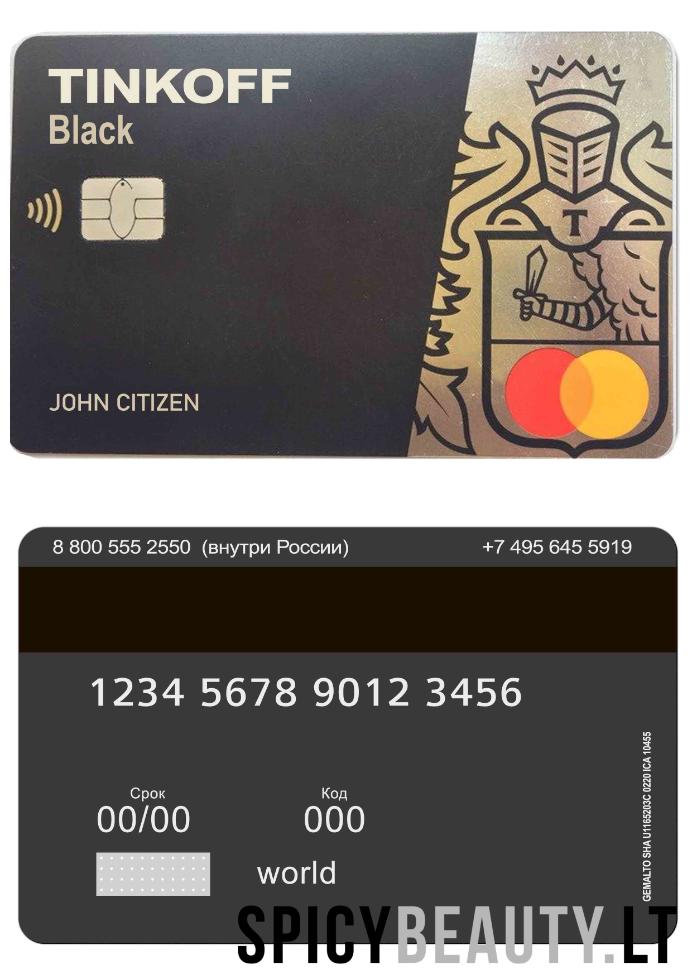 TINKOFF
Black
T
JOHN CITIZEN
8 800 555 2550 (внутри России) +7 495 645 5919
1234 5678 9012 3456
Срок Код
00/00 000
world
GEMALTO SHA U1165203C 0220 ICA 10455
SPICYBEAUTY.LT